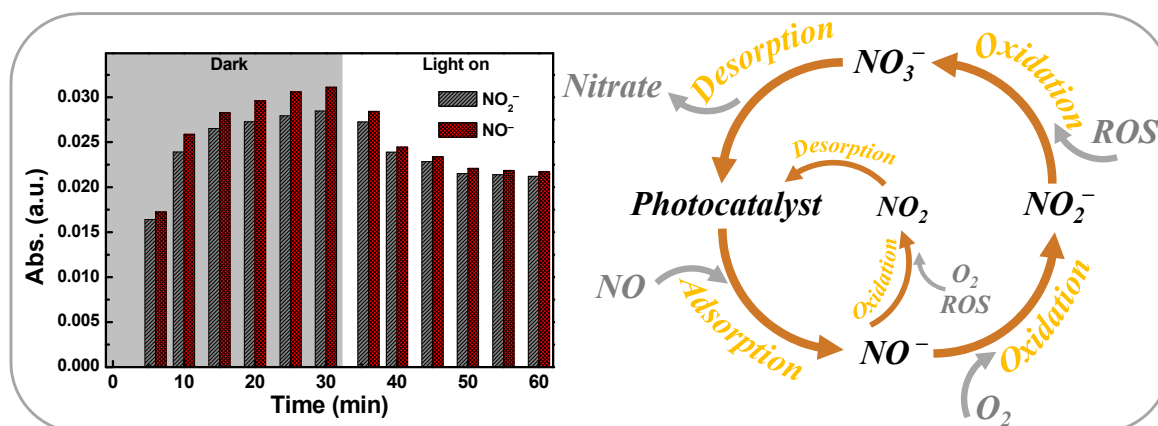 Dark
Light on
NO₂⁻
NO⁻
0.030
0.025
0.020
0.015
0.010
0.005
0.000
Abs. (a.u.)
0 10 20 30 40 50 60
Time (min)
Desorption
NO₃⁻
Oxidation
Nitrate
ROS
Desorption
Photocatalyst
NO₂
NO₂⁻
NO
Adsorption
Oxidation
O₂
ROS
NO⁻
Oxidation
O₂